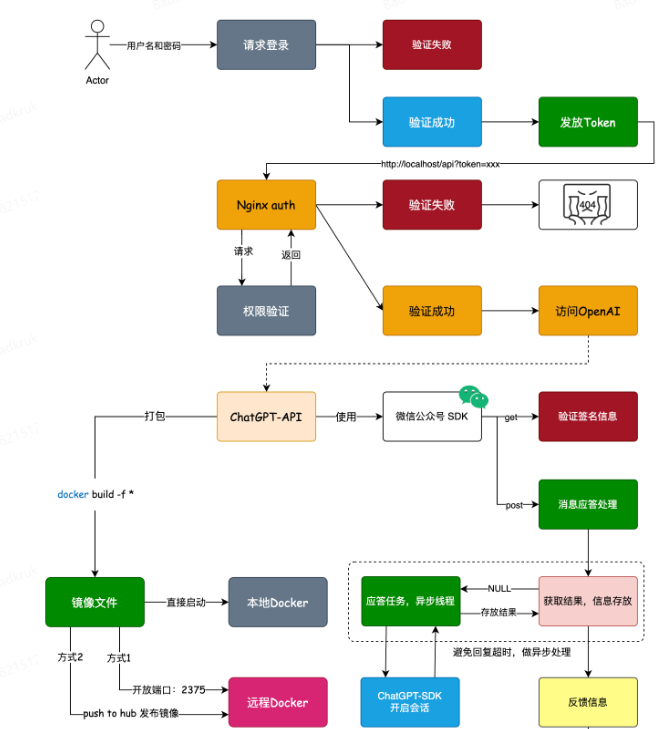 用户名和密码
请求登录
验证失败
Actor
验证成功
发放Token
http://localhost/api?token=xxx
Nginx auth
验证失败
404
请求
返回
权限验证
验证成功
访问OpenAI
打包
ChatGPT-API
使用
微信公众号 SDK
get
验证签名信息
docker build -f *
post
消息应答处理
镜像文件
直接启动
本地Docker
应答任务，异步线程
NULL
存放结果
获取结果，信息存放
避免回复超时，做异步处理
方式2
方式1
开放端口：2375
push to hub 发布镜像
远程Docker
ChatGPT-SDK
开启会话
反馈信息